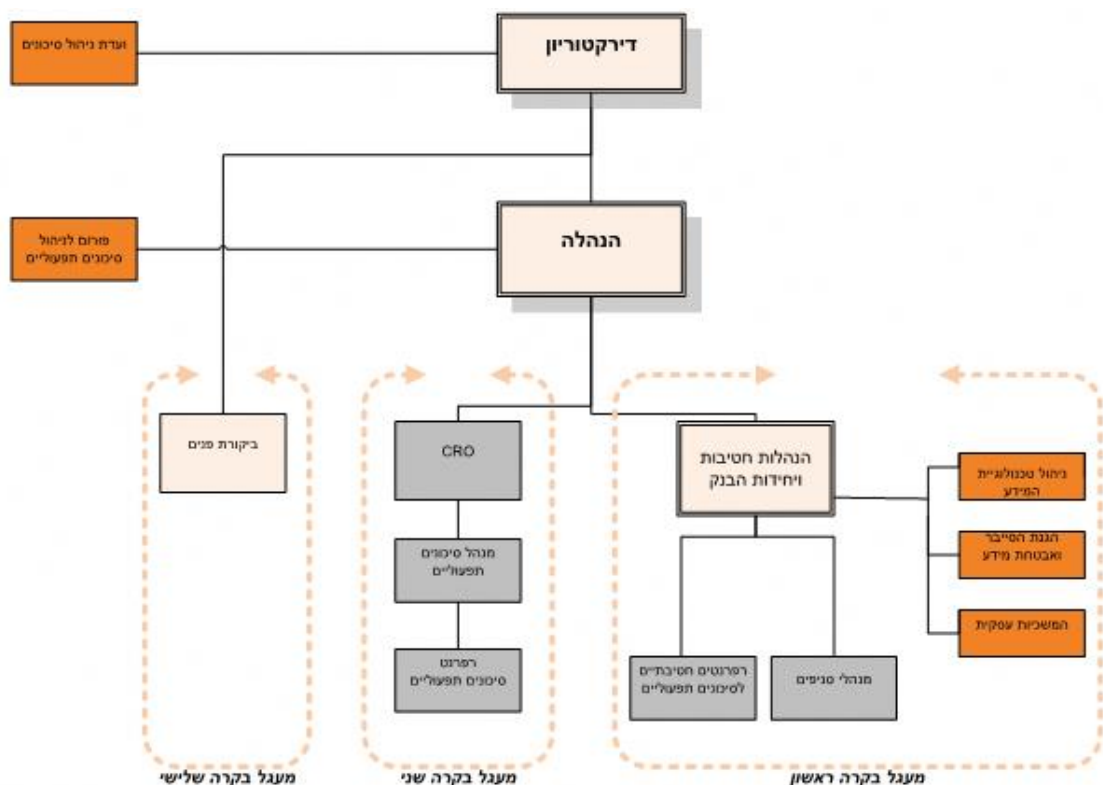 דירקטוריון
ועדת ניהול סיכונים
הנהלה
פורום לניהול
סיכונים תפעוליים
הנהלות חטיבות
ויחידות הבנק
ניהול טכנולוגיית
המידע
הגנת הסייבר
ואבטחת מידע
המשכיות עסקית
מנהלי סניפים
רפרנטים חטיבתיים
לסיכונים תפעוליים
מעגל בקרה ראשון
CRO
מנהל סיכונים
תפעוליים
רפרנט
סיכונים תפעוליים
מעגל בקרה שני
ביקורת פנים
מעגל בקרה שלישי